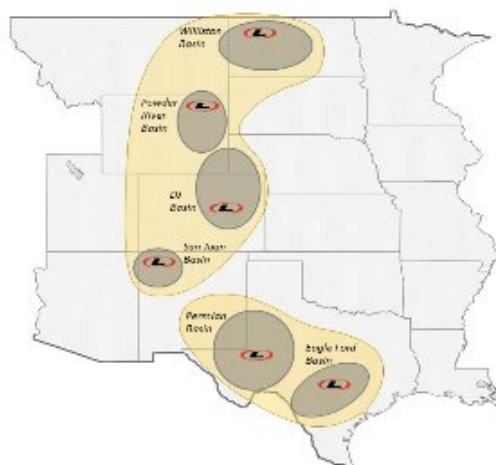 Williston
Basin
Powder
River
Basin
DJ
Basin
San Juan
Basin
Permian
Basin
Eagle Ford
Basin
L
L
L
L
L
L